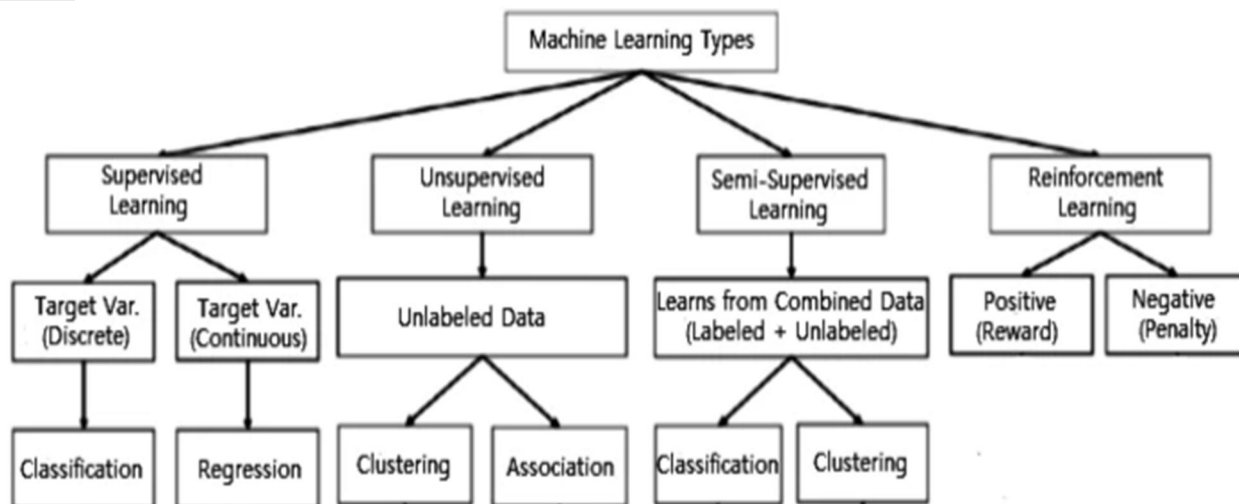 Machine Learning Types
Supervised
Learning
Unsupervised
Learning
Semi-Supervised
Learning
Reinforcement
Learning
Target Var.
(Discrete)
Target Var.
(Continuous)
Unlabeled Data
Learns from Combined Data
(Labeled + Unlabeled)
Positive
(Reward)
Negative
(Penalty)
Classification
Regression
Clustering
Association
Classification
Clustering